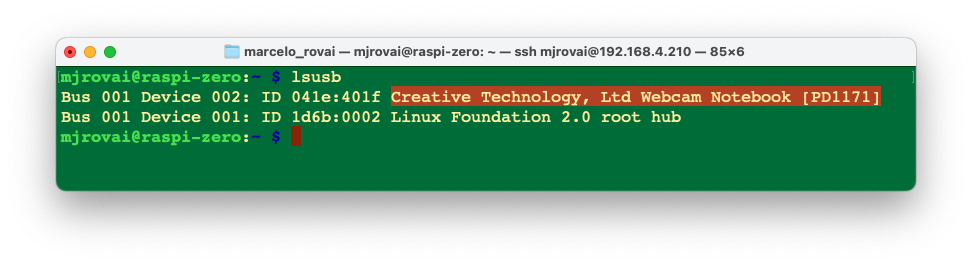 marcelo_rovai — mjrovai@raspi-zero: ~ — ssh mjrovai@192.168.4.210 — 85×6
[mjrovai@raspi-zero:~ $ lsusb ]
Bus 001 Device 002: ID 041e:401f Creative Technology, Ltd Webcam Notebook [PD1171]
Bus 001 Device 001: ID 1d6b:0002 Linux Foundation 2.0 root hub
mjrovai@raspi-zero:~ $